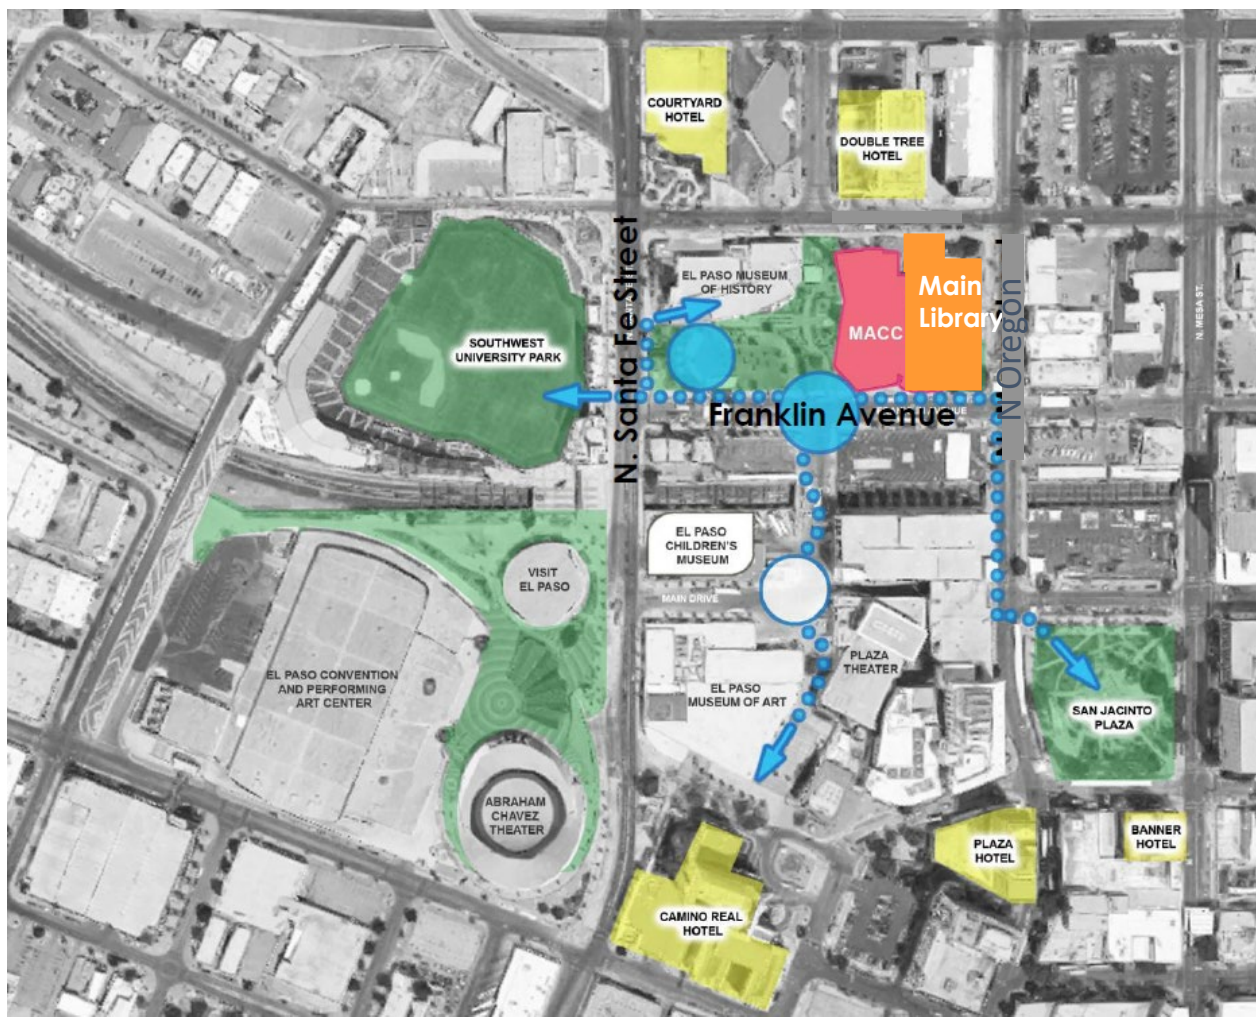 COURTYARD
HOTEL
DOUBLE TREE
HOTEL
N. Santa Fe Street
EL PASO MUSEUM
OF HISTORY
MACC
Main
Library
N Oregon
N. MESA ST.
SOUTHWEST
UNIVERSITY PARK
Franklin Avenue
EL PASO
CHILDREN'S
MUSEUM
VISIT
EL PASO
MAIN DRIVE
PLAZA
THEATER
EL PASO CONVENTION
AND PERFORMING
ART CENTER
EL PASO
MUSEUM OF ART
SAN JACINTO
PLAZA
ABRAHAM
CHAVEZ
THEATER
PLAZA
HOTEL
BANNER
HOTEL
CAMINO REAL
HOTEL